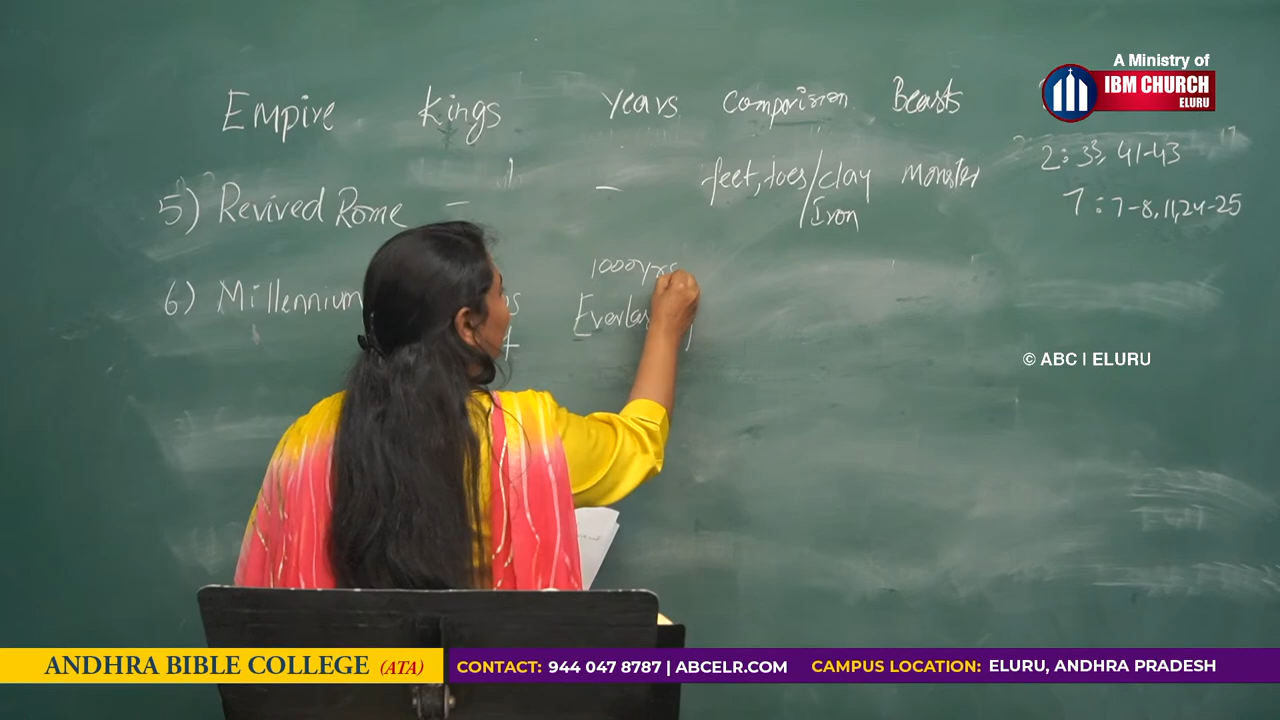 A Ministry of
IBM CHURCH
ELURU
Empire Kings Years Comparision Beasts
2:33, 41-43
5) Revived Rome - - feet, toes/clay Monster
/Iron
7:7-8,11,24-25
1000yrs
6) Millennium
© ABC | ELURU
ANDHRA BIBLE COLLEGE (ATA) CONTACT: 944 047 8787 | ABCELR.COM CAMPUS LOCATION: ELURU, ANDHRA PRADESH